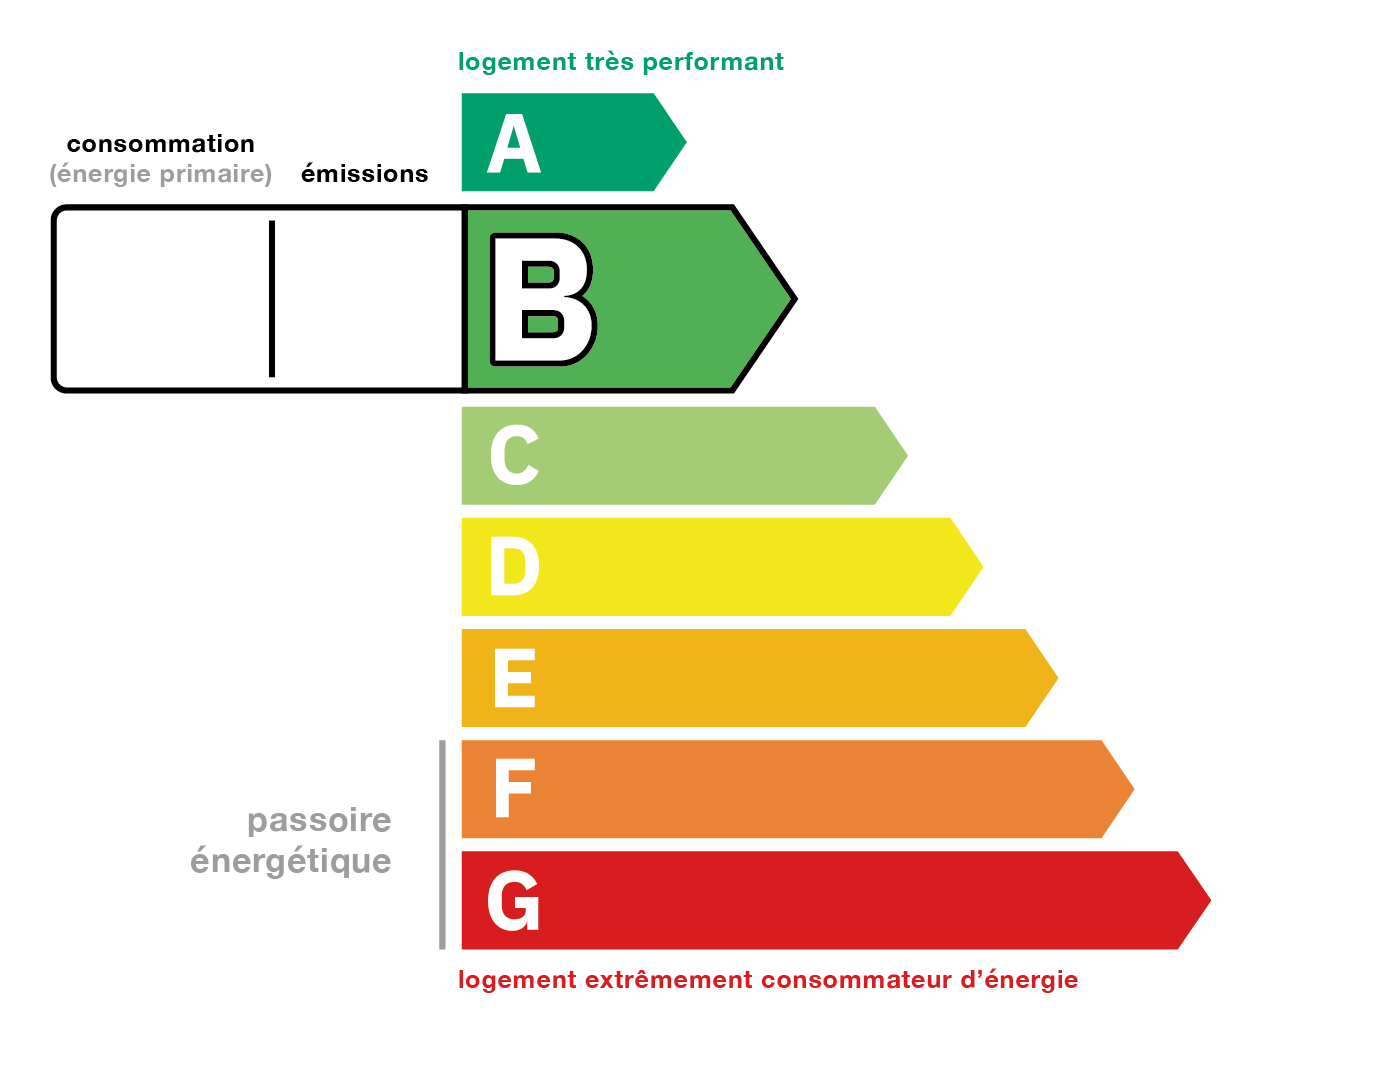 logement très performant
A
consommation
(énergie primaire)
émissions
B
C
D
E
F
passoire
énergétique
G
logement extrêmement consommateur d’énergie